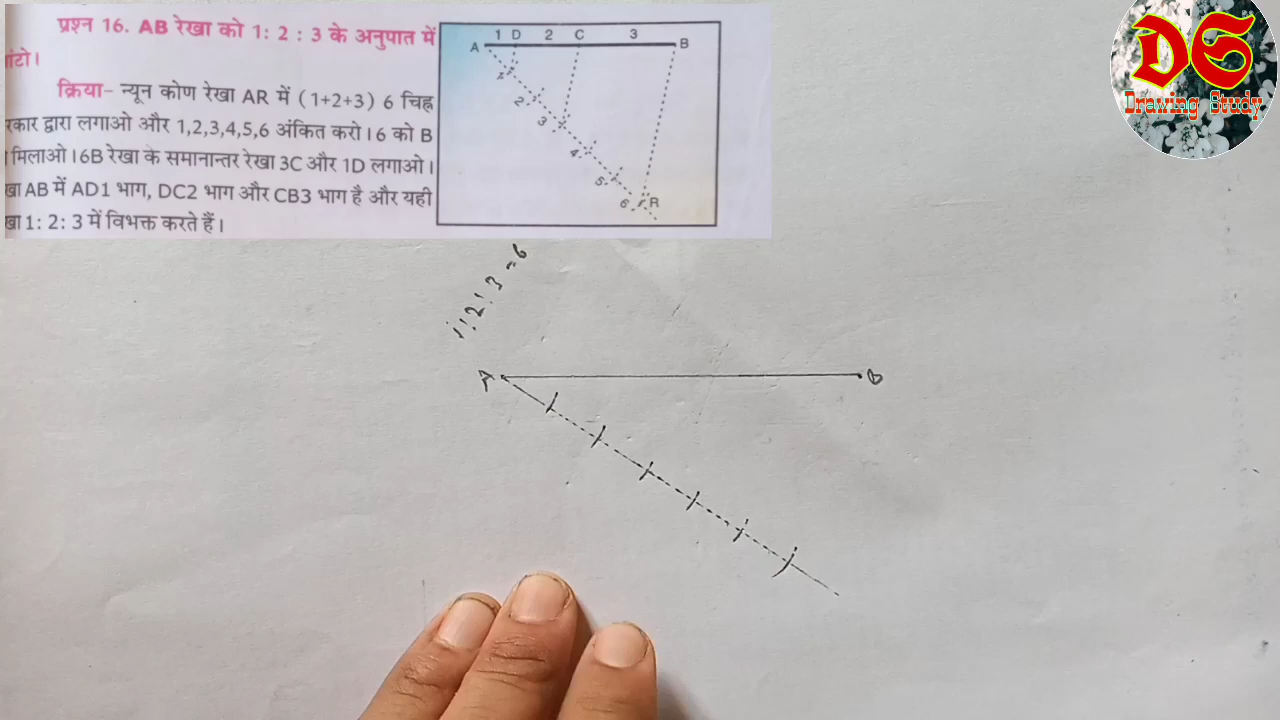 प्रश्न 16. AB रेखा को 1: 2 : 3 के अनुपात में
ांटो।
क्रिया- न्यून कोण रेखा AR में (1+2+3) 6 चिह्न
रकार द्वारा लगाओ और 1,2,3,4,5,6 अंकित करो। 6 को B
मिलाओ। 6B रेखा के समानान्तर रेखा 3C और 1D लगाओ।
खा AB में AD1 भाग, DC2 भाग और CB3 भाग है और यही
खा 1: 2: 3 में विभक्त करते हैं।
A 1 D 2 C 3 B
2
3
4
5
6 R
DS
Drawing Study
1:2:3 = 6
A B